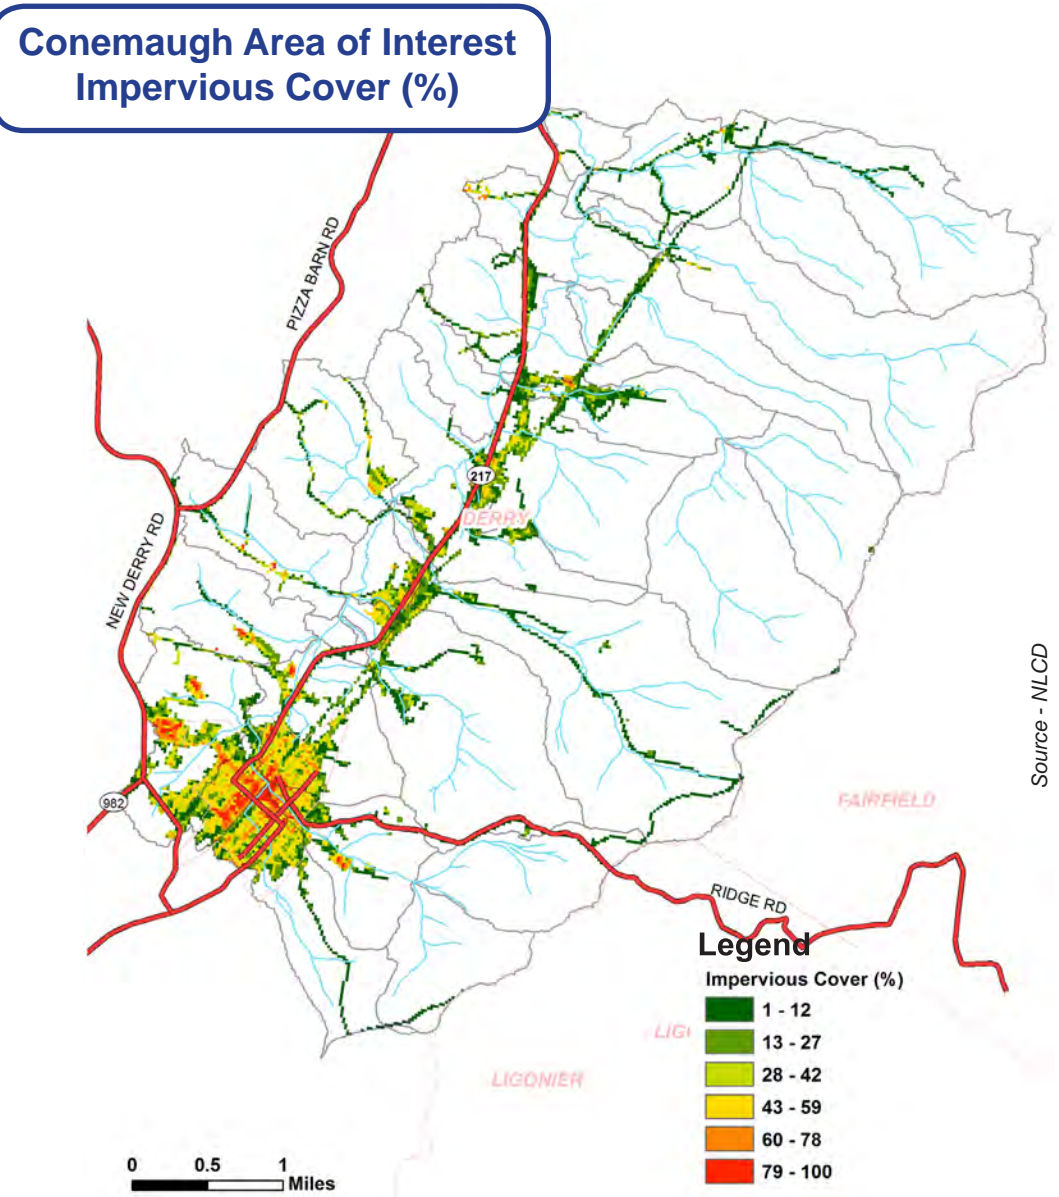 Conemaugh Area of Interest
Impervious Cover (%)
PIZZA BARN RD
217
DERRY
NEW DERRY RD
Source - NLCD
982
FAIRFIELD
RIDGE RD
Legend
Impervious Cover (%)
1 - 12
LIGI
13 - 27
28 - 42
LIGONIER
43 - 59
60 - 78
79 - 100
0 0.5 1
Miles